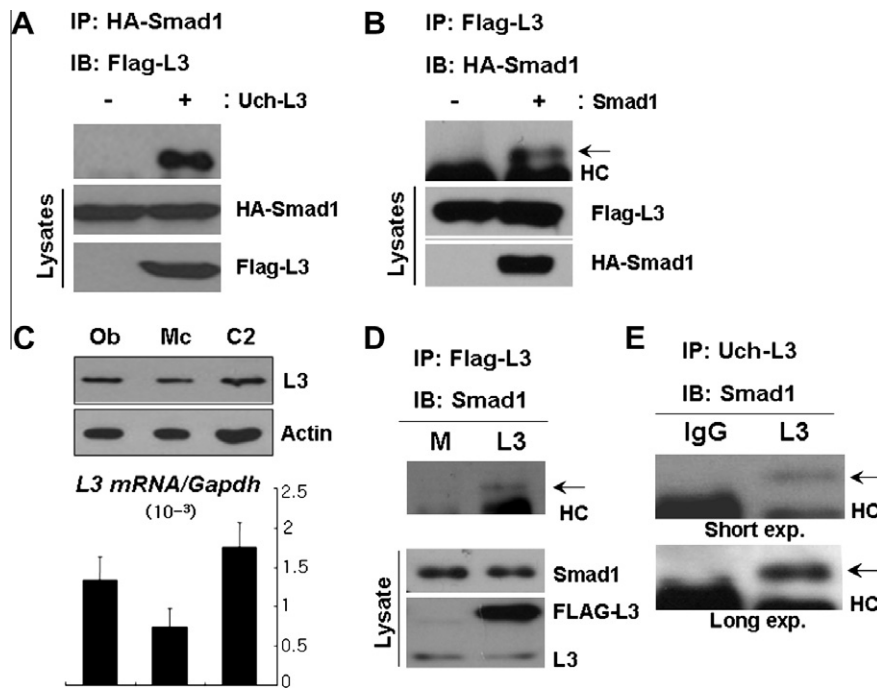 A
IP: HA-Smad1
IB: Flag-L3
- + : Uch-L3
HA-Smad1
Flag-L3
Lysates
B
IP: Flag-L3
IB: HA-Smad1
- + : Smad1
HC
Flag-L3
HA-Smad1
Lysates
C
Ob Mc C2
L3
Actin
L3 mRNA/Gapdh
(10⁻³)
2.5
2
1.5
1
0.5
0
D
IP: Flag-L3
IB: Smad1
M L3
HC
Smad1
FLAG-L3
L3
Lysate
E
IP: Uch-L3
IB: Smad1
IgG L3
HC
Short exp.
HC
Long exp.